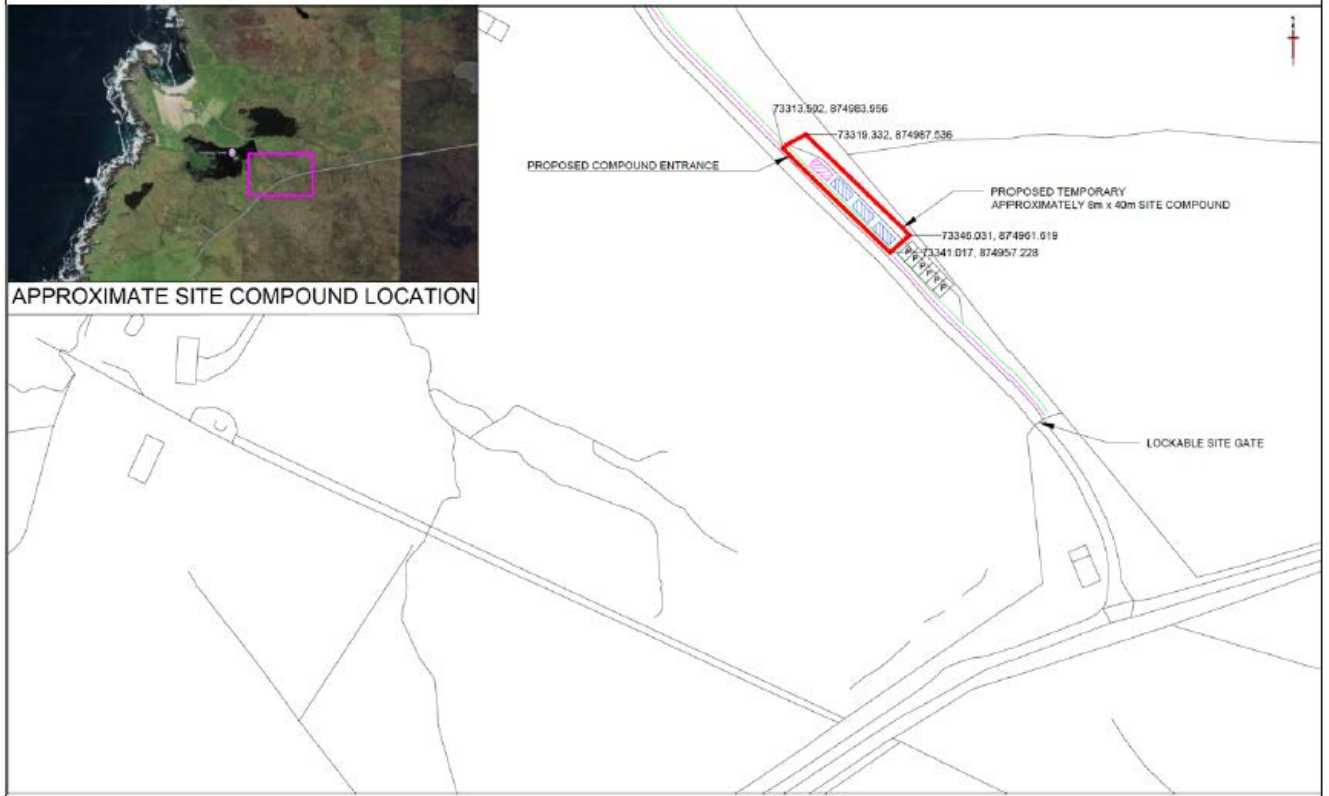 N
73313.502, 874983.956
73319.332, 874987.536
PROPOSED COMPOUND ENTRANCE
PROPOSED TEMPORARY
APPROXIMATELY 8m x 40m SITE COMPOUND
73346.031, 874961.619
73341.017, 874957.228
P P P P P P
APPROXIMATE SITE COMPOUND LOCATION
LOCKABLE SITE GATE